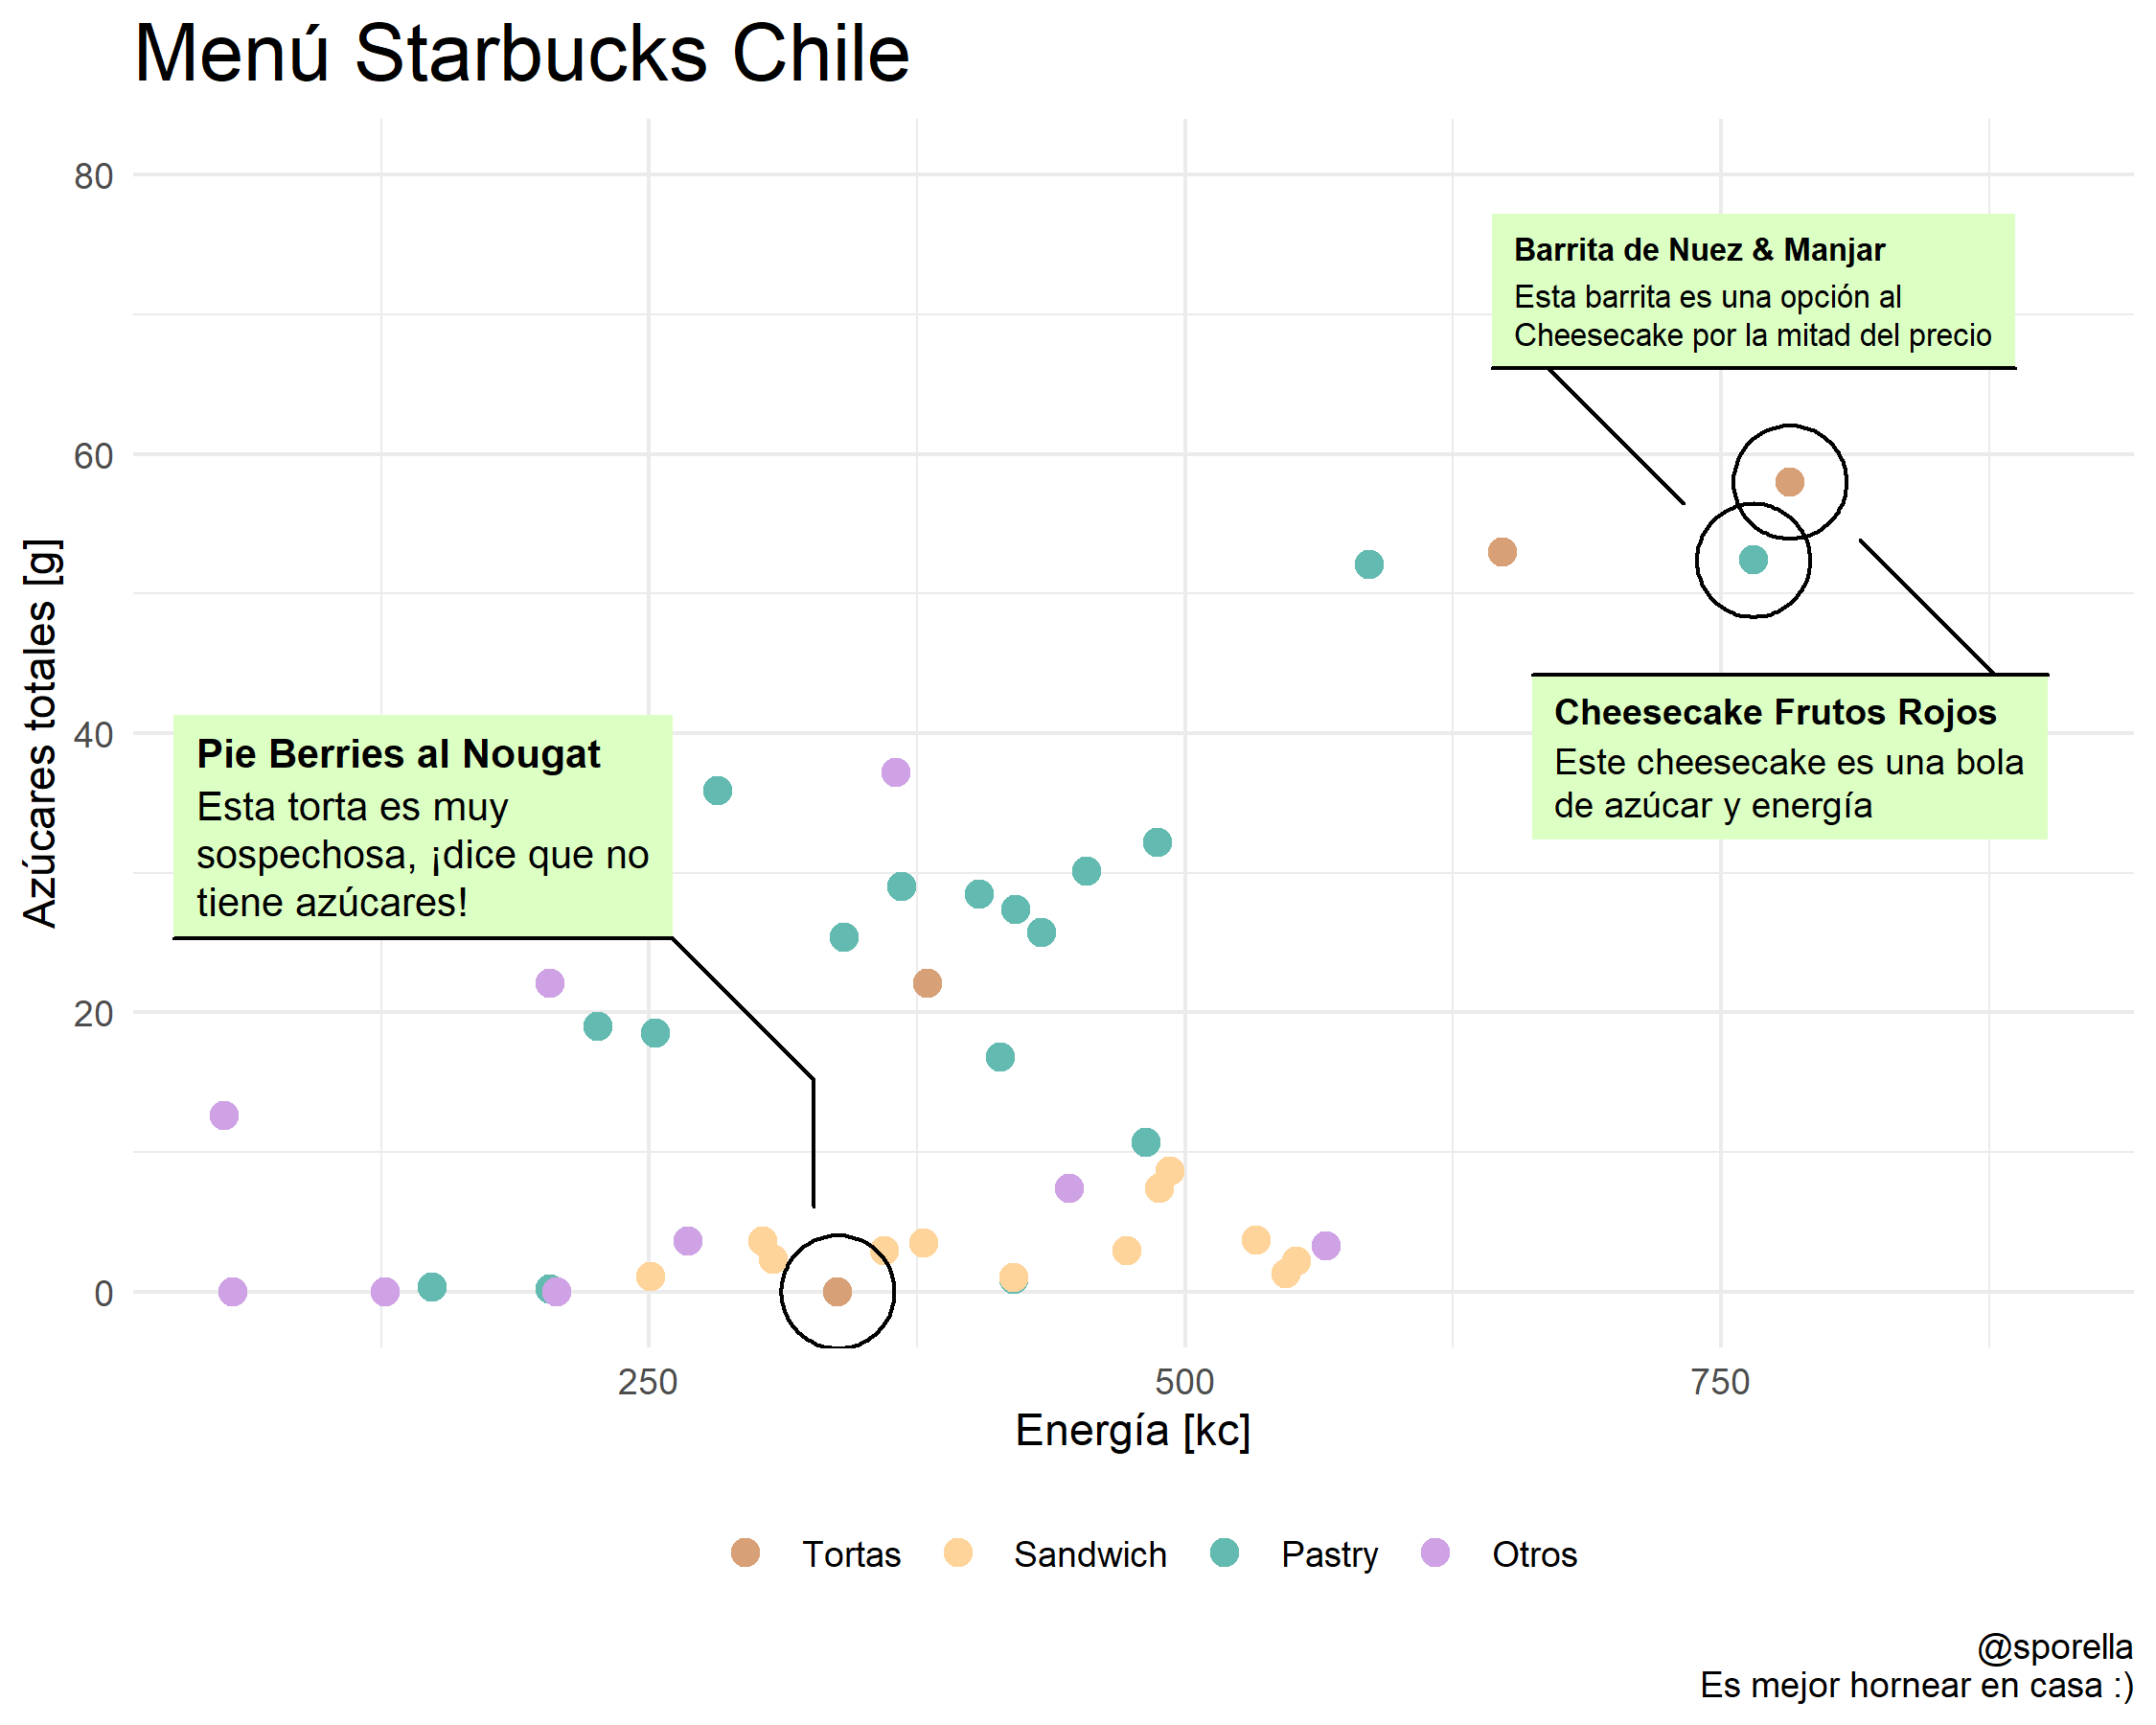 Menú Starbucks Chile
Azúcares totales [g]
80
60
40
20
0
Barrita de Nuez & Manjar
Esta barrita es una opción al
Cheesecake por la mitad del precio
Cheesecake Frutos Rojos
Este cheesecake es una bola
de azúcar y energía
Pie Berries al Nougat
Esta torta es muy
sospechosa, ¡dice que no
tiene azúcares!
250
500
750
Energía [kc]
Tortas
Sandwich
Pastry
Otros
@sporella
Es mejor hornear en casa :)